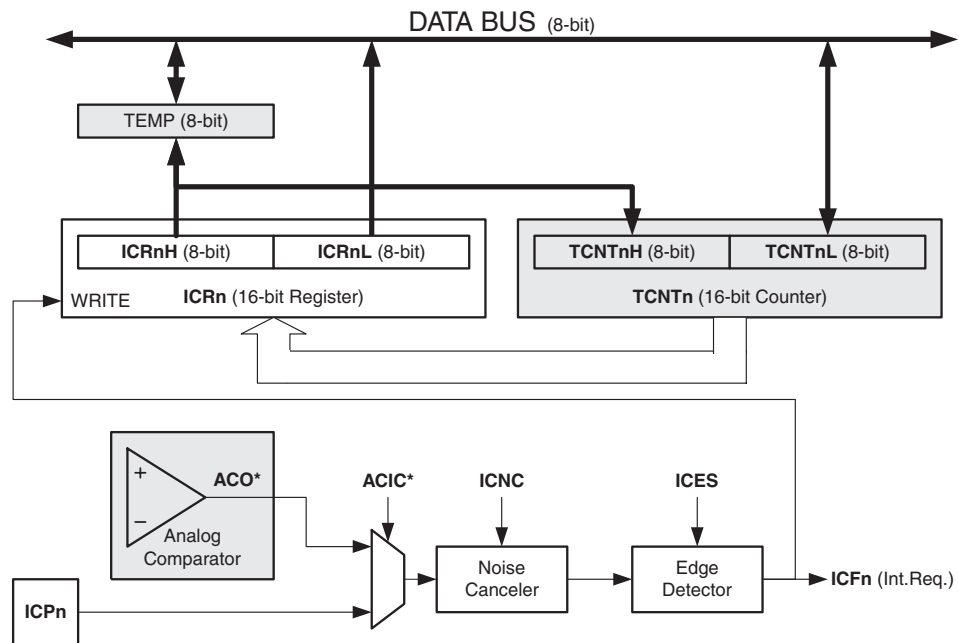 DATA BUS (8-bit)
TEMP (8-bit)
ICRnH (8-bit)
ICRnL (8-bit)
TCNTnH (8-bit)
TCNTnL (8-bit)
WRITE
ICRn (16-bit Register)
TCNTn (16-bit Counter)
+
−
ACO*
Analog
Comparator
ACIC*
ICNC
ICES
Noise
Canceler
Edge
Detector
ICFn (Int.Req.)
ICPn